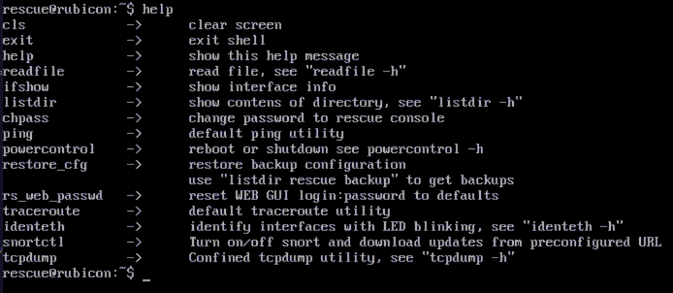 rescue@rubicon:~$ help
cls -> clear screen
exit -> exit shell
help -> show this help message
readfile -> read file, see "readfile -h"
ifshow -> show interface info
listdir -> show contens of directory, see "listdir -h"
chpass -> change password to rescue console
ping -> default ping utility
powercontrol -> reboot or shutdown see powercontrol -h
restore_cfg -> restore backup configuration
use "listdir rescue backup" to get backups
rs_web_passwd -> reset WEB GUI login:password to defaults
traceroute -> default traceroute utility
identeth -> identify interfaces with LED blinking, see "identeth -h"
snortctl -> Turn on/off snort and download updates from preconfigured URL
tcpdump -> Confined tcpdump utility, see "tcpdump -h"
rescue@rubicon:~$ _